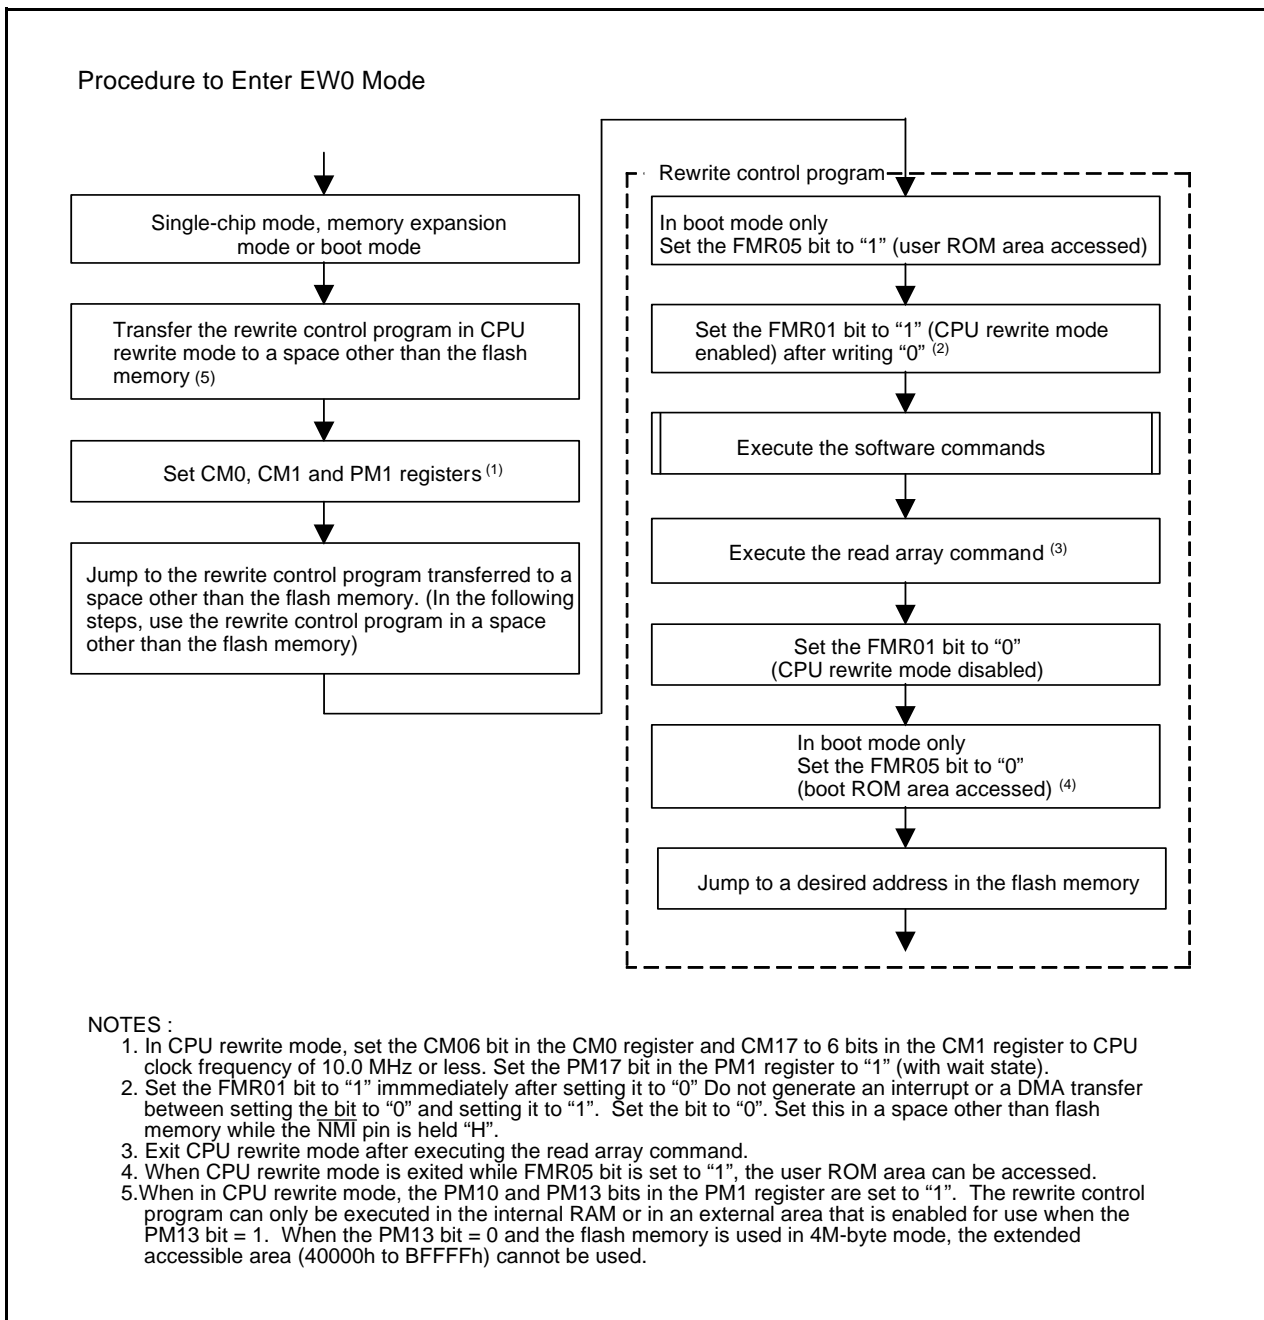 Procedure to Enter EW0 Mode
Single-chip mode, memory expansion
mode or boot mode
Transfer the rewrite control program in CPU
rewrite mode to a space other than the flash
memory (5)
Set CM0, CM1 and PM1 registers (1)
Jump to the rewrite control program transferred to a
space other than the flash memory. (In the following
steps, use the rewrite control program in a space
other than the flash memory)
Rewrite control program
In boot mode only
Set the FMR05 bit to “1” (user ROM area accessed)
Set the FMR01 bit to “1” (CPU rewrite mode
enabled) after writing “0” (2)
Execute the software commands
Execute the read array command (3)
Set the FMR01 bit to “0”
(CPU rewrite mode disabled)
In boot mode only
Set the FMR05 bit to “0”
(boot ROM area accessed) (4)
Jump to a desired address in the flash memory
NOTES :
1. In CPU rewrite mode, set the CM06 bit in the CM0 register and CM17 to 6 bits in the CM1 register to CPU
clock frequency of 10.0 MHz or less. Set the PM17 bit in the PM1 register to “1” (with wait state).
2. Set the FMR01 bit to “1” immmediately after setting it to “0” Do not generate an interrupt or a DMA transfer
between setting the bit to “0” and setting it to “1”. Set the bit to “0”. Set this in a space other than flash
memory while the NMI pin is held “H”.
3. Exit CPU rewrite mode after executing the read array command.
4. When CPU rewrite mode is exited while FMR05 bit is set to “1”, the user ROM area can be accessed.
5.When in CPU rewrite mode, the PM10 and PM13 bits in the PM1 register are set to “1”. The rewrite control
program can only be executed in the internal RAM or in an external area that is enabled for use when the
PM13 bit = 1. When the PM13 bit = 0 and the flash memory is used in 4M-byte mode, the extended
accessible area (40000h to BFFFFh) cannot be used.